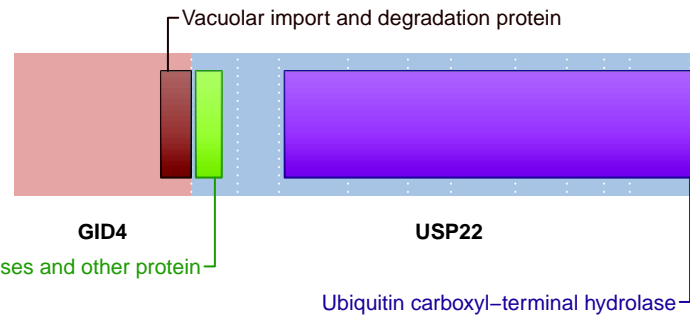 Vacuolar import and degradation protein
GID4
USP22
ses and other protein
Ubiquitin carboxyl−terminal hydrolase